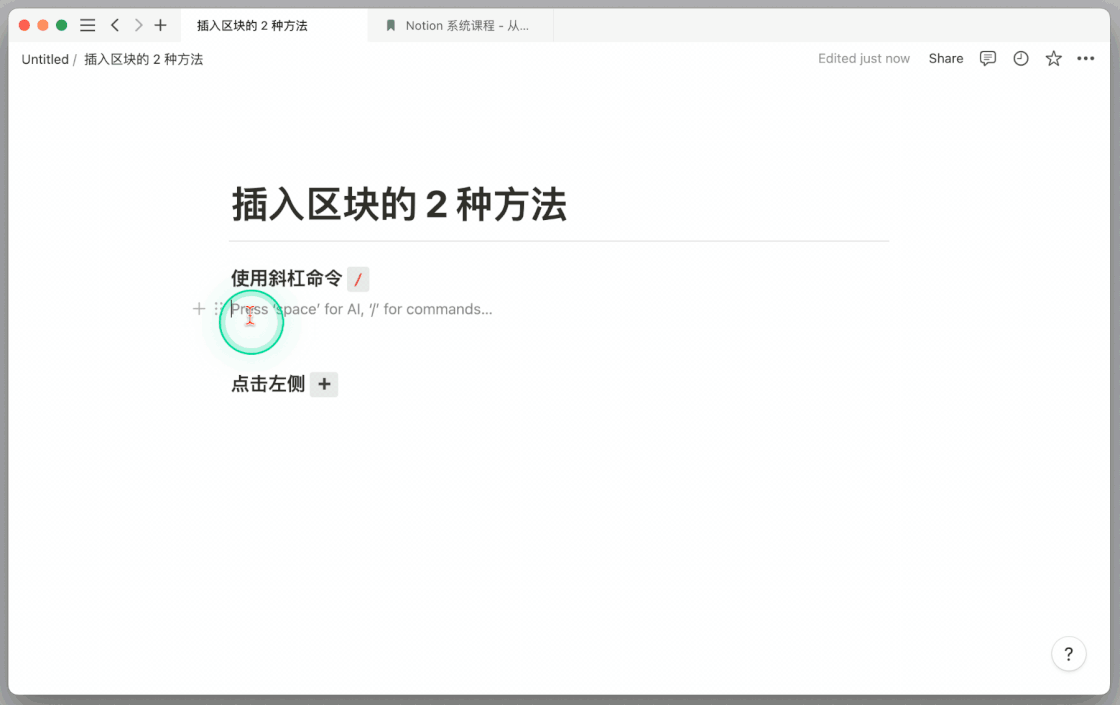 插入区块的 2 种方法
Notion 系统课程 - 从...
Untitled / 插入区块的 2 种方法
Edited just now
Share
插入区块的 2 种方法
使用斜杠命令 /
Press ‘space’ for AI, ‘/’ for commands...
点击左侧 +
?